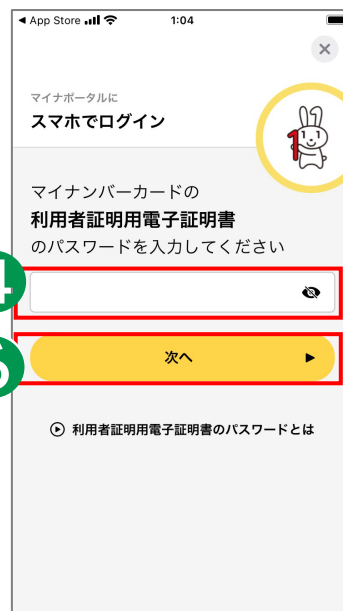 ◀ App Store 1:04
マイナポータルに
スマホでログイン
マイナンバーカードの
利用者証明用電子証明書
のパスワードを入力してください
4
次へ ▶
利用者証明用電子証明書のパスワードとは